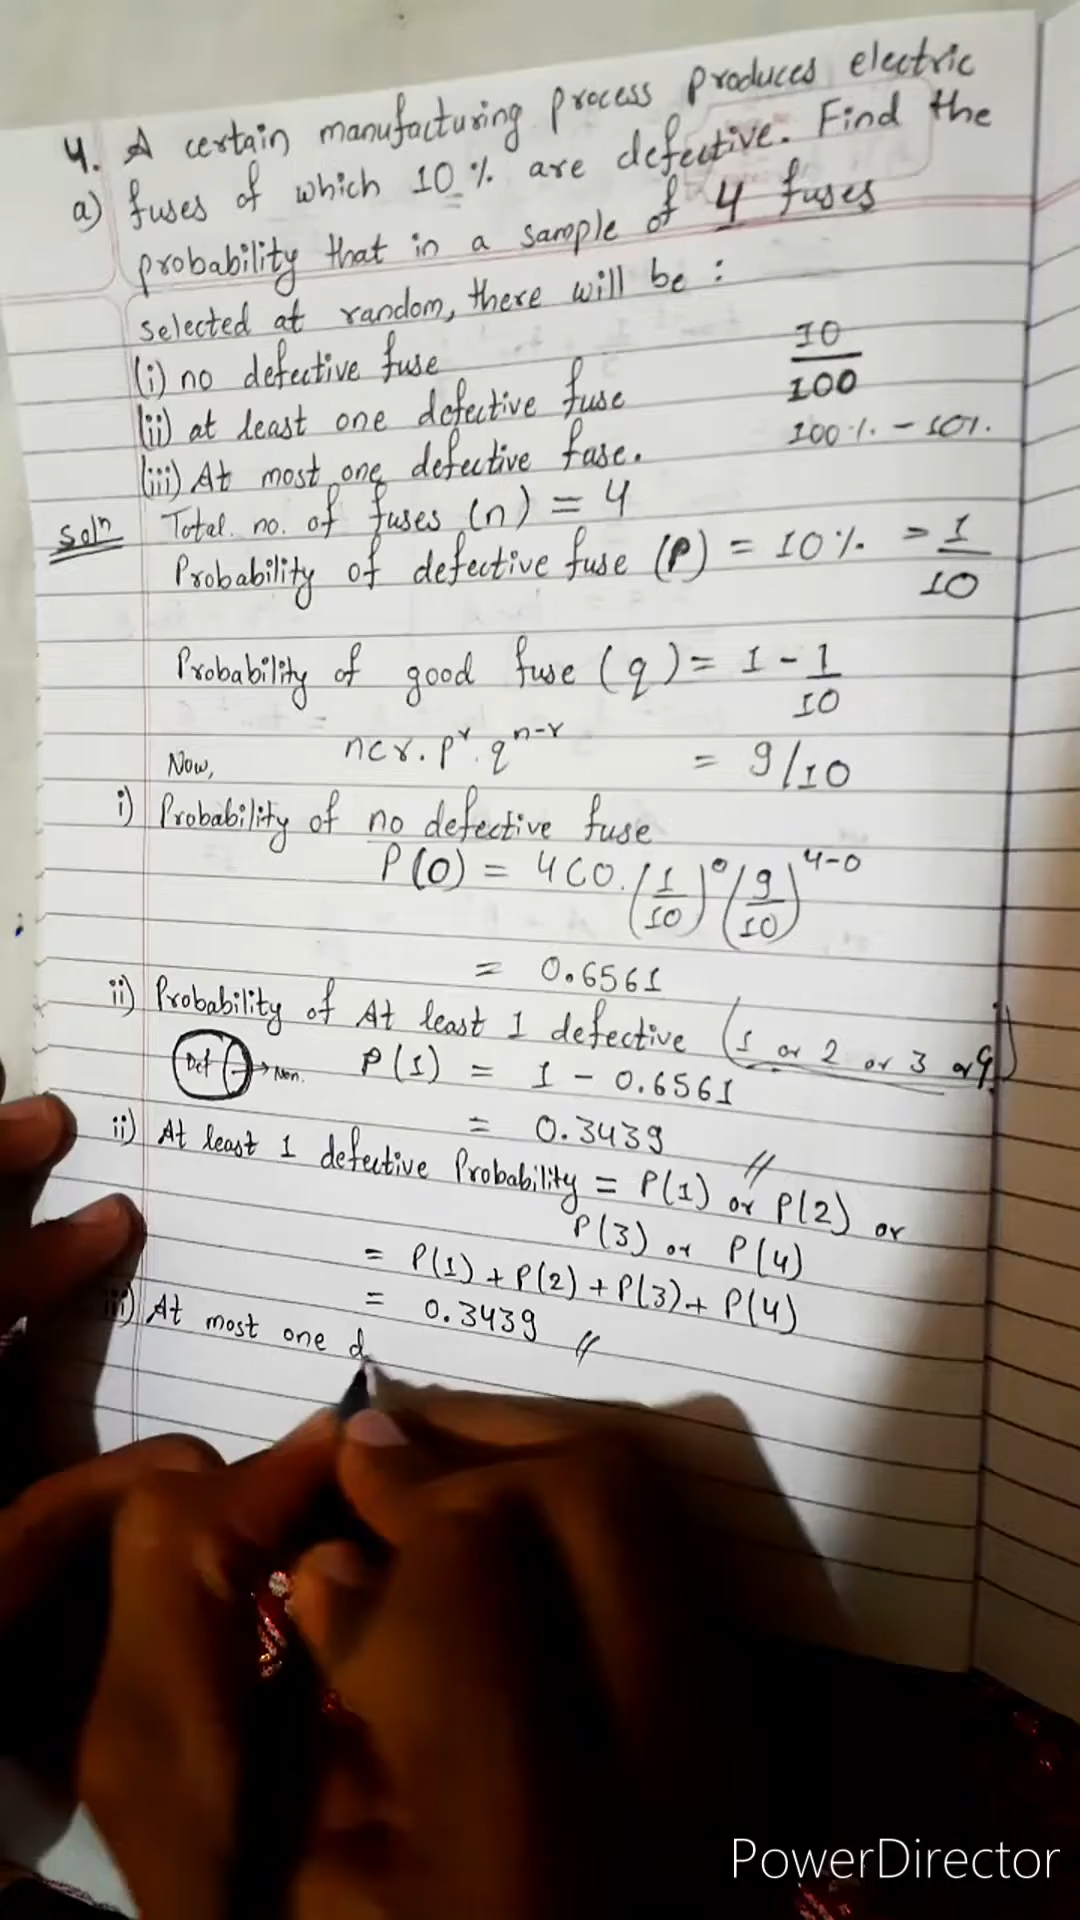 4. A certain manufacturing process produces electric
a) fuses of which 10% are defective. Find the
probability that in a sample of 4 fuses
selected at random, there will be :
(i) no defective fuse
10
100
(ii) at least one defective fuse
100% - 10%.
(iii) At most one defective fuse.
Soln Total. no. of fuses (n) = 4
Probability of defective fuse (P) = 10% = 1/10
Probability of good fuse (q) = 1 - 1/10
Now, ncr. p^r. q^n-r = 9/10
i) Probability of no defective fuse
P(0) = 4C0. (1/10)^0 (9/10)^4-0
= 0.6561
ii) Probability of At least 1 defective (1 or 2 or 3 or 4)
Def → Non. P(1) = 1 - 0.6561
= 0.3439 //
ii) At least 1 defective Probability = P(1) or P(2) or
P(3) or P(4)
= P(1) + P(2) + P(3) + P(4)
= 0.3439 //
iii) At most one d
PowerDirector